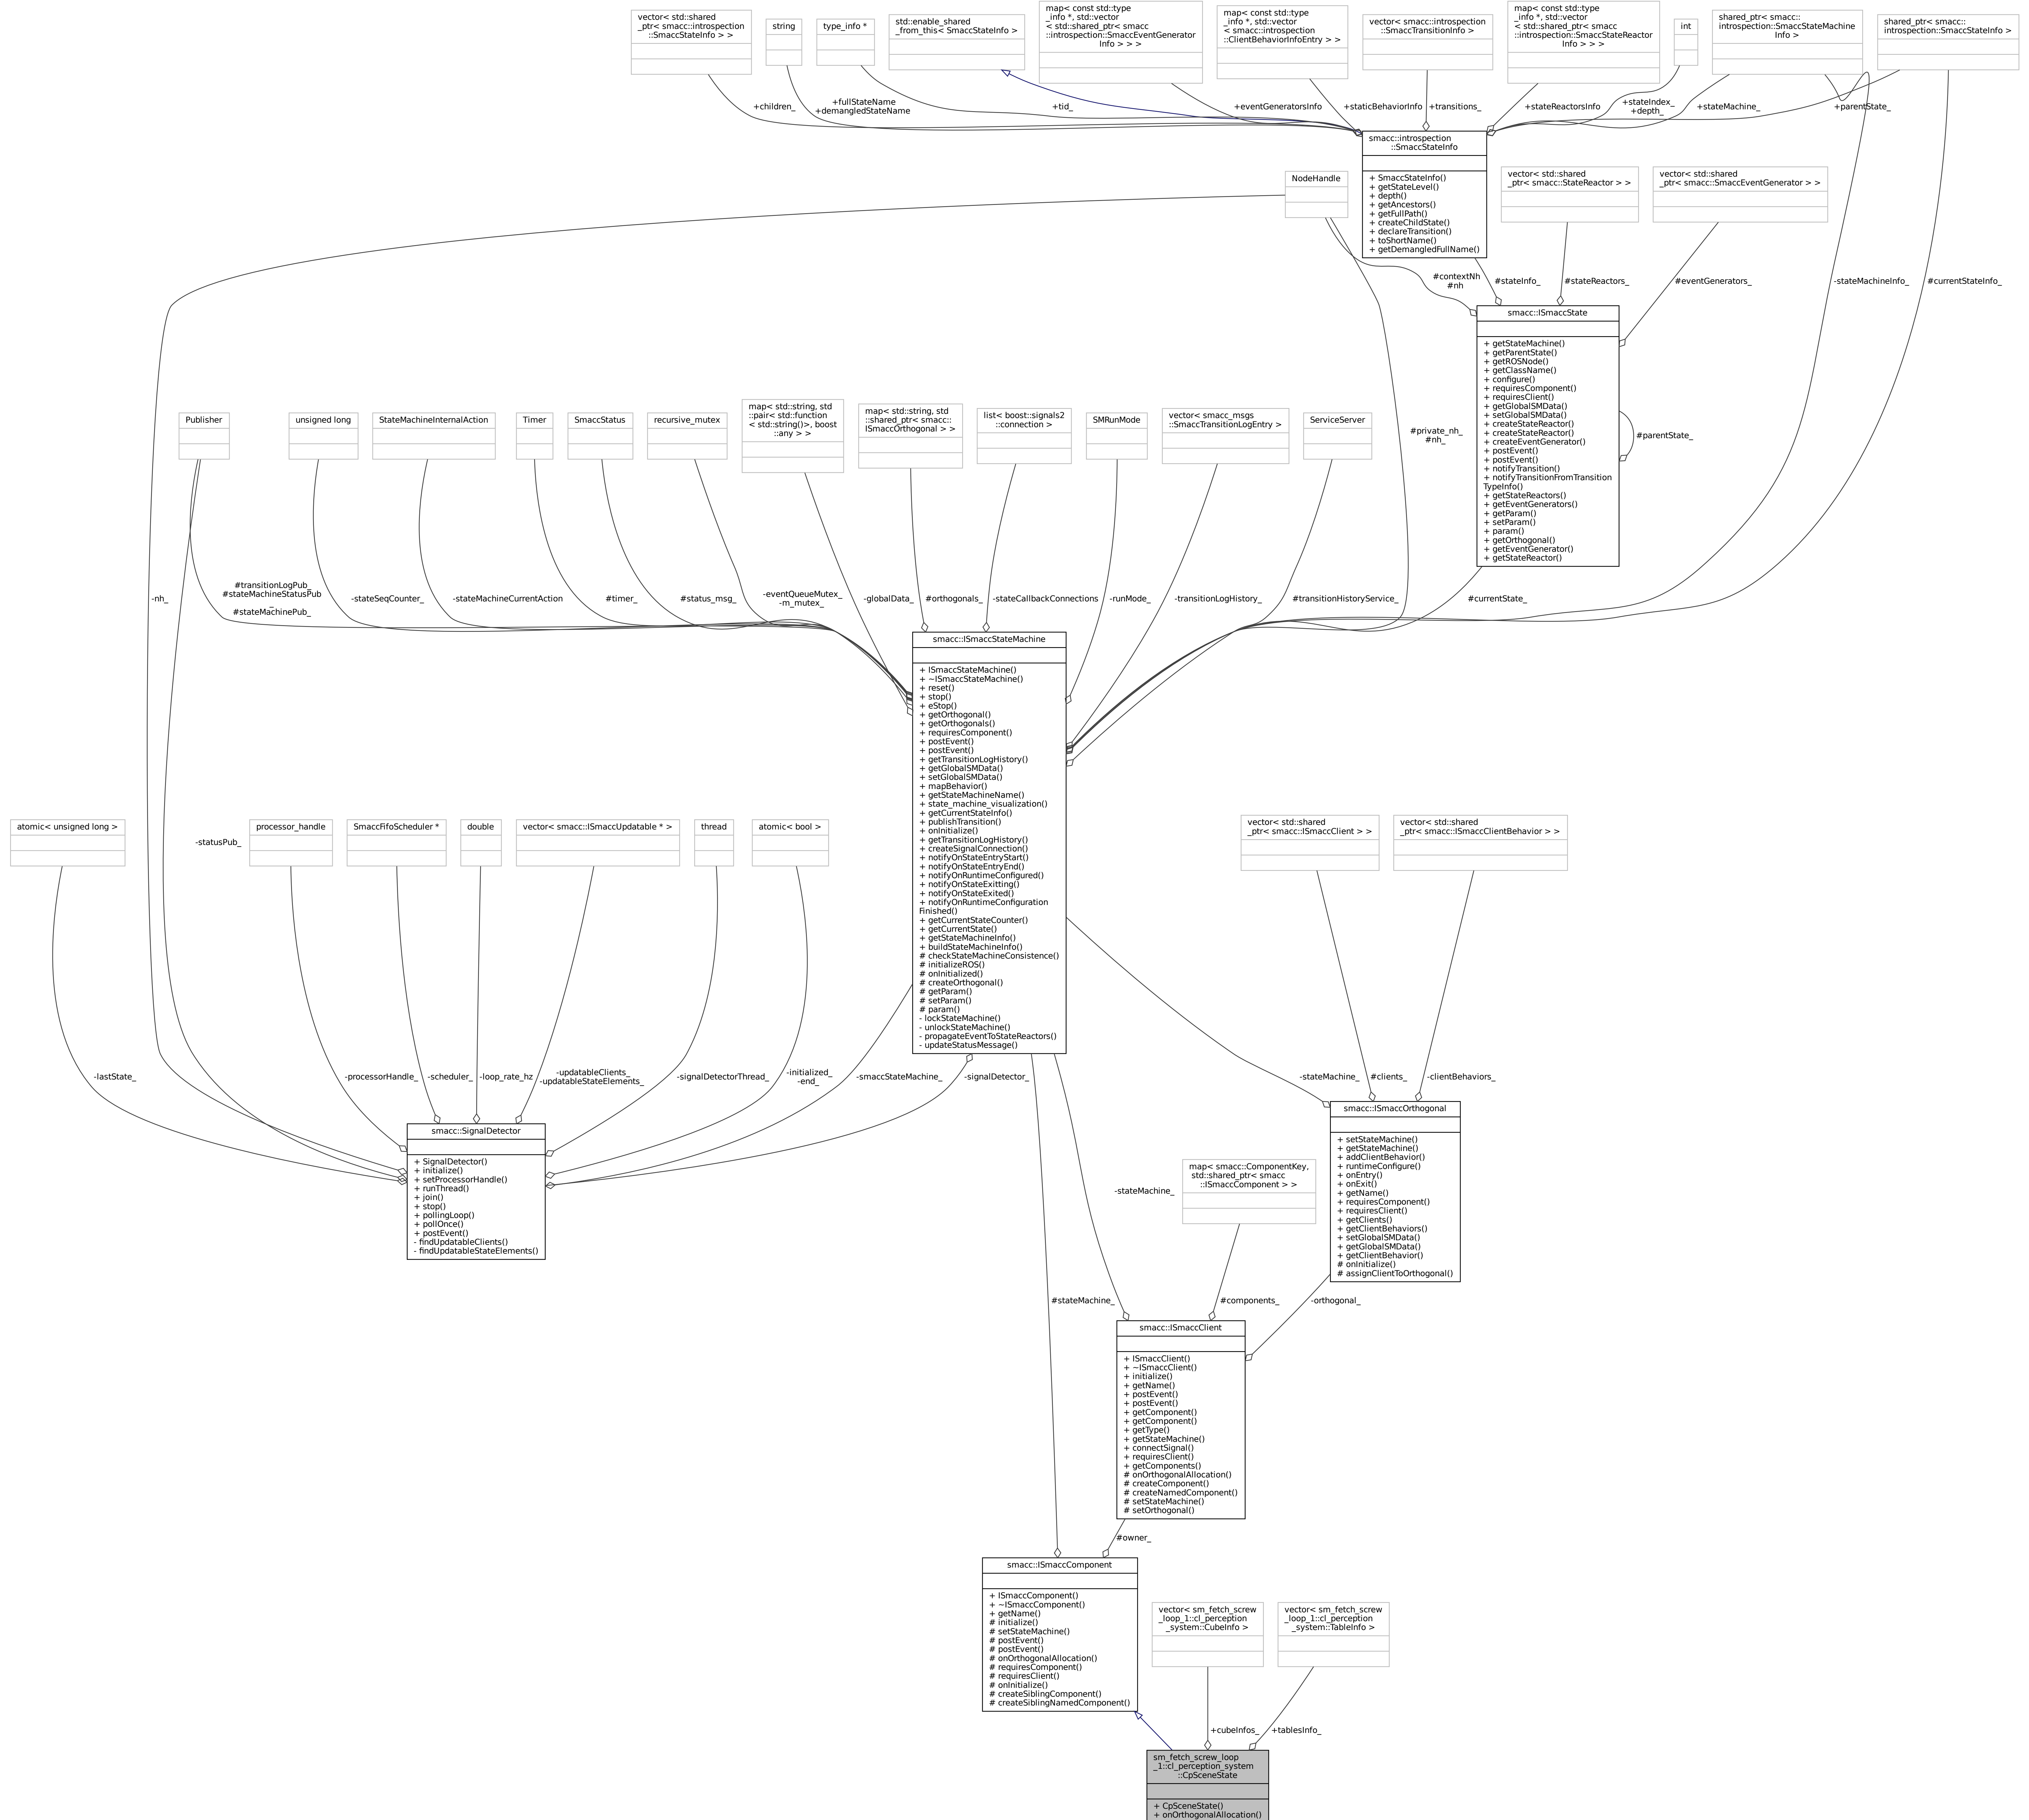 vector< std::shared
_ptr< smacc::introspection
::SmaccStateInfo > >
string
type_info *
std::enable_shared
_from_this< SmaccStateInfo >
map< const std::type
_info *, std::vector
< std::shared_ptr< smacc
::introspection::SmaccEventGenerator
Info > > >
map< const std::type
_info *, std::vector
< smacc::introspection
::ClientBehaviorInfoEntry > >
vector< smacc::introspection
::SmaccTransitionInfo >
map< const std::type
_info *, std::vector
< std::shared_ptr< smacc
::introspection::SmaccStateReactor
Info > > >
int
shared_ptr< smacc::
introspection::SmaccStateMachine
Info >
shared_ptr< smacc::
introspection::SmaccStateInfo >
+children_
+fullStateName
+demangledStateName
+tid_
+eventGeneratorsInfo
+staticBehaviorInfo
+transitions_
+stateReactorsInfo
+stateIndex_
+depth_
+stateMachine_
+parentState_
smacc::introspection
::SmaccStateInfo
+ SmaccStateInfo()
+ getStateLevel()
+ depth()
+ getAncestors()
+ getFullPath()
+ createChildState()
+ declareTransition()
+ toShortName()
+ getDemangledFullName()
NodeHandle
vector< std::shared
_ptr< smacc::StateReactor > >
vector< std::shared
_ptr< smacc::SmaccEventGenerator > >
#contextNh
#nh
#stateInfo_
#stateReactors_
#eventGenerators_
-stateMachineInfo_
#currentStateInfo_
smacc::ISmaccState
+ getStateMachine()
+ getParentState()
+ getROSNode()
+ getClassName()
+ configure()
+ requiresComponent()
+ requiresClient()
+ getGlobalSMData()
+ setGlobalSMData()
+ createStateReactor()
+ createStateReactor()
+ createEventGenerator()
+ postEvent()
+ postEvent()
+ notifyTransition()
+ notifyTransitionFromTransition
TypeInfo()
+ getStateReactors()
+ getEventGenerators()
+ getParam()
+ setParam()
+ param()
+ getOrthogonal()
+ getEventGenerator()
+ getStateReactor()
#parentState_
Publisher
unsigned long
StateMachineInternalAction
Timer
SmaccStatus
recursive_mutex
map< std::string, std
::pair< std::function
< std::string()>, boost
::any > >
map< std::string, std
::shared_ptr< smacc::
ISmaccOrthogonal > >
list< boost::signals2
::connection >
SMRunMode
vector< smacc_msgs
::SmaccTransitionLogEntry >
ServiceServer
#private_nh_
#nh_
-nh_
#transitionLogPub_
#stateMachineStatusPub
_
#stateMachinePub_
-stateSeqCounter_
-stateMachineCurrentAction
#timer_
#status_msg_
-eventQueueMutex_
-m_mutex_
-globalData_
#orthogonals_
-stateCallbackConnections
-runMode_
-transitionLogHistory_
#transitionHistoryService_
#currentState_
smacc::ISmaccStateMachine
+ ISmaccStateMachine()
+ ~ISmaccStateMachine()
+ reset()
+ stop()
+ eStop()
+ getOrthogonal()
+ getOrthogonals()
+ requiresComponent()
+ postEvent()
+ postEvent()
+ getTransitionLogHistory()
+ getGlobalSMData()
+ setGlobalSMData()
+ mapBehavior()
+ getStateMachineName()
+ state_machine_visualization()
+ getCurrentStateInfo()
+ publishTransition()
+ onInitialize()
+ getTransitionLogHistory()
+ createSignalConnection()
+ notifyOnStateEntryStart()
+ notifyOnStateEntryEnd()
+ notifyOnRuntimeConfigured()
+ notifyOnStateExitting()
+ notifyOnStateExited()
+ notifyOnRuntimeConfiguration
Finished()
+ getCurrentStateCounter()
+ getCurrentState()
+ getStateMachineInfo()
+ buildStateMachineInfo()
# checkStateMachineConsistence()
# initializeROS()
# onInitialized()
# createOrthogonal()
# getParam()
# setParam()
# param()
- lockStateMachine()
- unlockStateMachine()
- propagateEventToStateReactors()
- updateStatusMessage()
atomic< unsigned long >
-statusPub_
processor_handle
SmaccFifoScheduler *
double
vector< smacc::ISmaccUpdatable * >
thread
atomic< bool >
vector< std::shared
_ptr< smacc::ISmaccClient > >
vector< std::shared
_ptr< smacc::ISmaccClientBehavior > >
-lastState_
-processorHandle_
-scheduler_
-loop_rate_hz
-updatableClients_
-updatableStateElements_
-signalDetectorThread_
-initialized_
-end_
-smaccStateMachine_
-signalDetector_
-stateMachine_
#clients_
-clientBehaviors_
smacc::SignalDetector
+ SignalDetector()
+ initialize()
+ setProcessorHandle()
+ runThread()
+ join()
+ stop()
+ pollingLoop()
+ pollOnce()
+ postEvent()
- findUpdatableClients()
- findUpdatableStateElements()
smacc::ISmaccOrthogonal
+ setStateMachine()
+ getStateMachine()
+ addClientBehavior()
+ runtimeConfigure()
+ onEntry()
+ onExit()
+ getName()
+ requiresComponent()
+ requiresClient()
+ getClients()
+ getClientBehaviors()
+ setGlobalSMData()
+ getGlobalSMData()
+ getClientBehavior()
# onInitialize()
# assignClientToOrthogonal()
map< smacc::ComponentKey,
std::shared_ptr< smacc
::ISmaccComponent > >
-stateMachine_
#stateMachine_
#components_
-orthogonal_
smacc::ISmaccClient
+ ISmaccClient()
+ ~ISmaccClient()
+ initialize()
+ getName()
+ postEvent()
+ postEvent()
+ getComponent()
+ getComponent()
+ getType()
+ getStateMachine()
+ connectSignal()
+ requiresClient()
+ getComponents()
# onOrthogonalAllocation()
# createComponent()
# createNamedComponent()
# setStateMachine()
# setOrthogonal()
#owner_
smacc::ISmaccComponent
+ ISmaccComponent()
+ ~ISmaccComponent()
+ getName()
# initialize()
# setStateMachine()
# postEvent()
# postEvent()
# onOrthogonalAllocation()
# requiresComponent()
# requiresClient()
# onInitialize()
# createSiblingComponent()
# createSiblingNamedComponent()
vector< sm_fetch_screw
_loop_1::cl_perception
_system::CubeInfo >
vector< sm_fetch_screw
_loop_1::cl_perception
_system::TableInfo >
+cubeInfos_
+tablesInfo_
sm_fetch_screw_loop
_1::cl_perception_system
::CpSceneState
+ CpSceneState()
+ onOrthogonalAllocation()